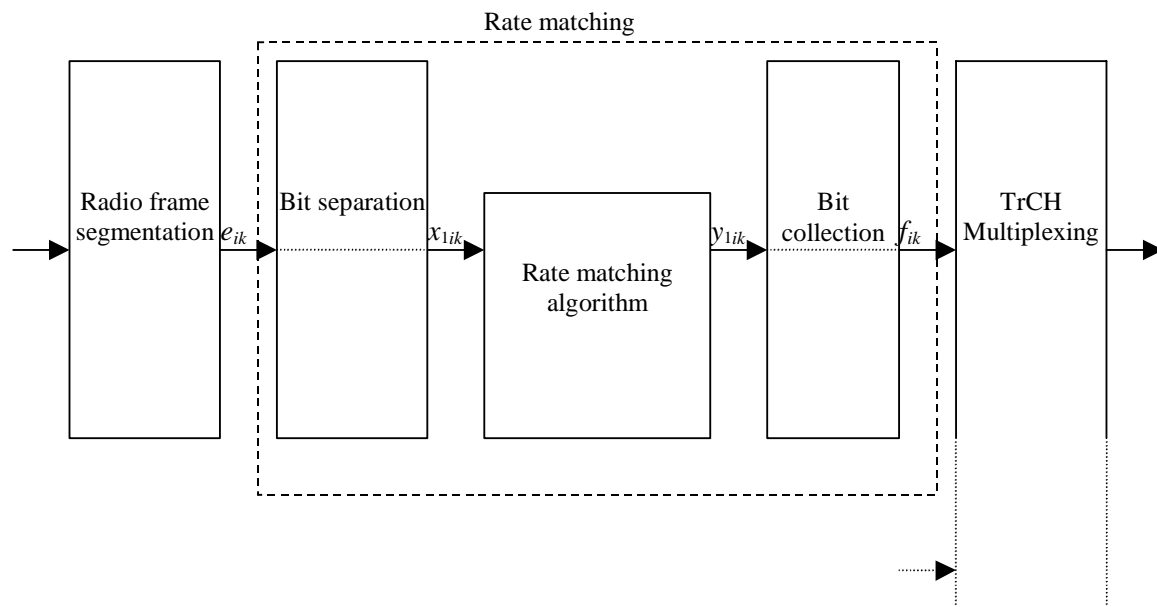 Rate matching
Radio frame
segmentation
e_ik
Bit separation
x_1ik
Rate matching
algorithm
y_1ik
Bit
collection
f_ik
TrCH
Multiplexing